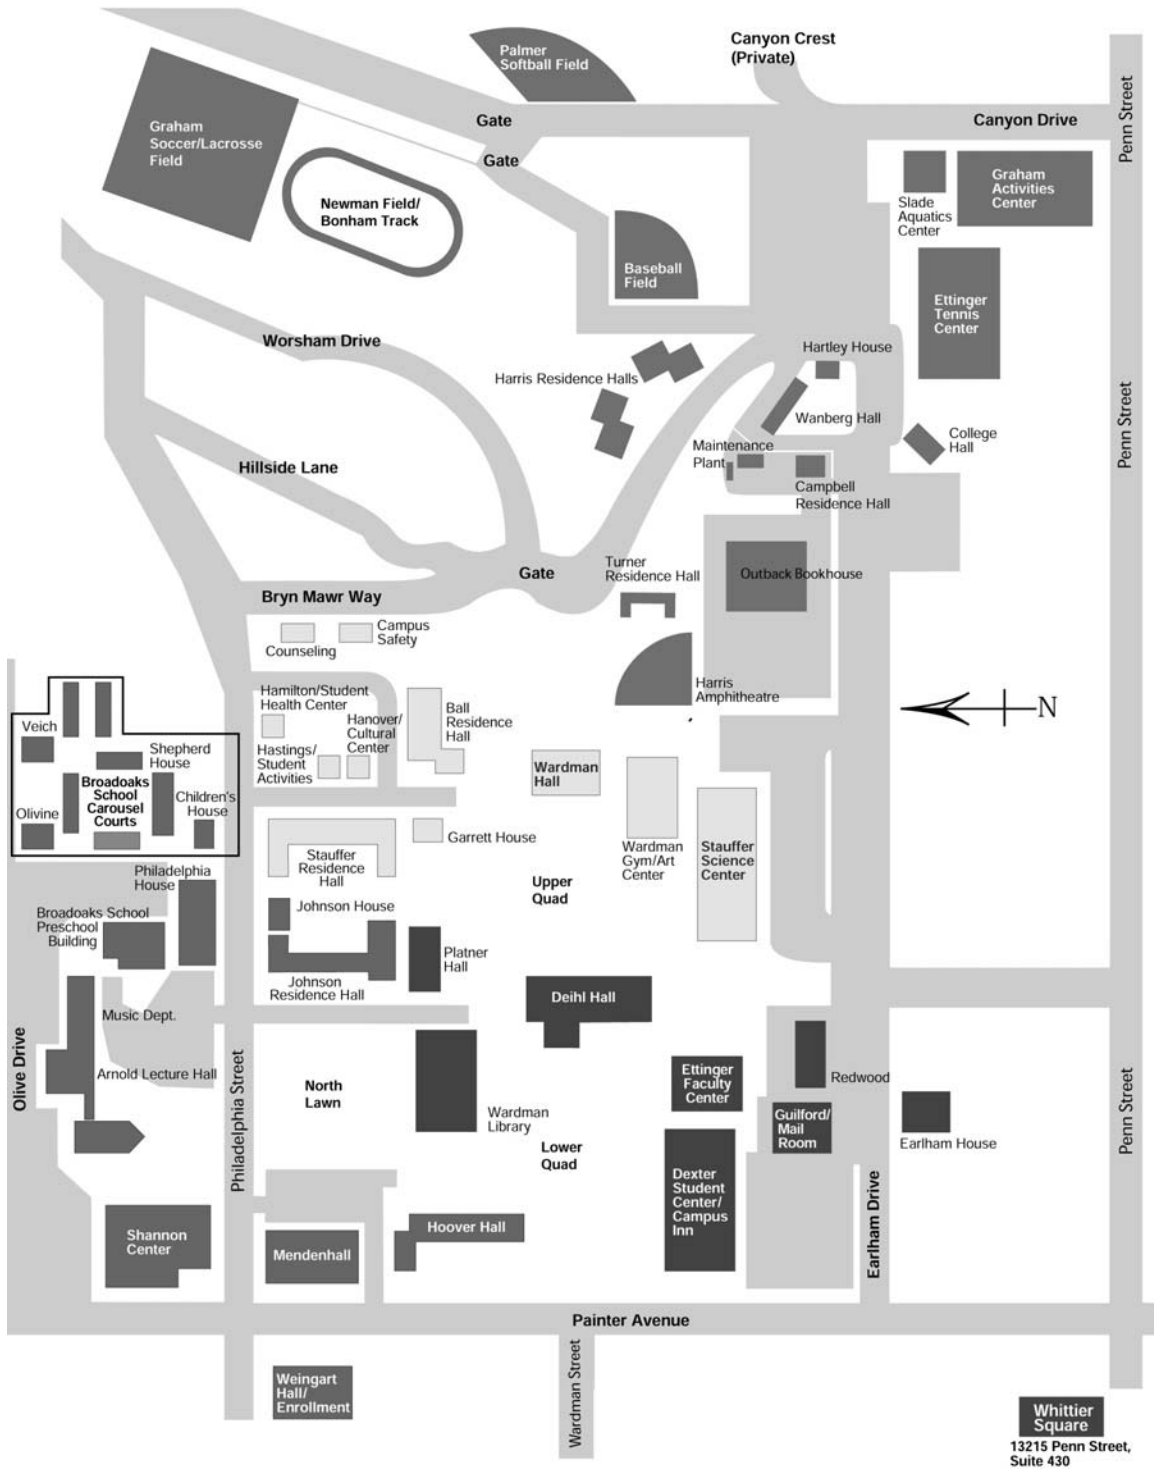 Palmer
Softball Field
Canyon Crest
(Private)
Penn Street
Gate
Canyon Drive
Graham
Soccer/Lacrosse
Field
Gate
Newman Field/
Bonham Track
Slade
Aquatics
Center
Graham
Activities
Center
Baseball
Field
Ettinger
Tennis
Center
Worsham Drive
Hartley House
Harris Residence Halls
Wanberg Hall
Penn Street
College
Hall
Maintenance
Plant
Hillside Lane
Campbell
Residence Hall
Gate
Turner
Residence Hall
Outback Bookhouse
Bryn Mawr Way
Counseling
Campus
Safety
Hamilton/Student
Health Center
Hanover/
Cultural
Center
Ball
Residence
Hall
Harris
Amphitheatre
N
Veich
Shepherd
House
Hastings/
Student
Activities
Wardman
Hall
Broadoaks
School
Carousel
Courts
Children's
House
Olivine
Garrett House
Stauffer
Residence
Hall
Wardman
Gym/Art
Center
Stauffer
Science
Center
Philadelphia
House
Upper
Quad
Johnson House
Broadoaks School
Preschool
Building
Platner
Hall
Johnson
Residence Hall
Deihl Hall
Music Dept.
Olive Drive
Philadelphia Street
Arnold Lecture Hall
North
Lawn
Ettinger
Faculty
Center
Redwood
Wardman
Library
Guilford/
Mail
Room
Earlham House
Penn Street
Lower
Quad
Dexter
Student
Center/
Campus
Inn
Earlham Drive
Shannon
Center
Hoover Hall
Mendenhall
Painter Avenue
Wardman Street
Weingart
Hall/
Enrollment
Whittier
Square
13215 Penn Street,
Suite 430